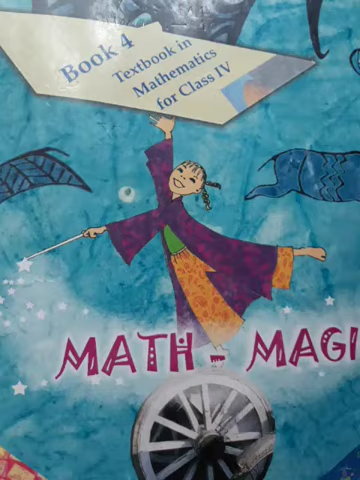 Book 4
Textbook in
Mathematics
for Class IV
MATH - MAGI